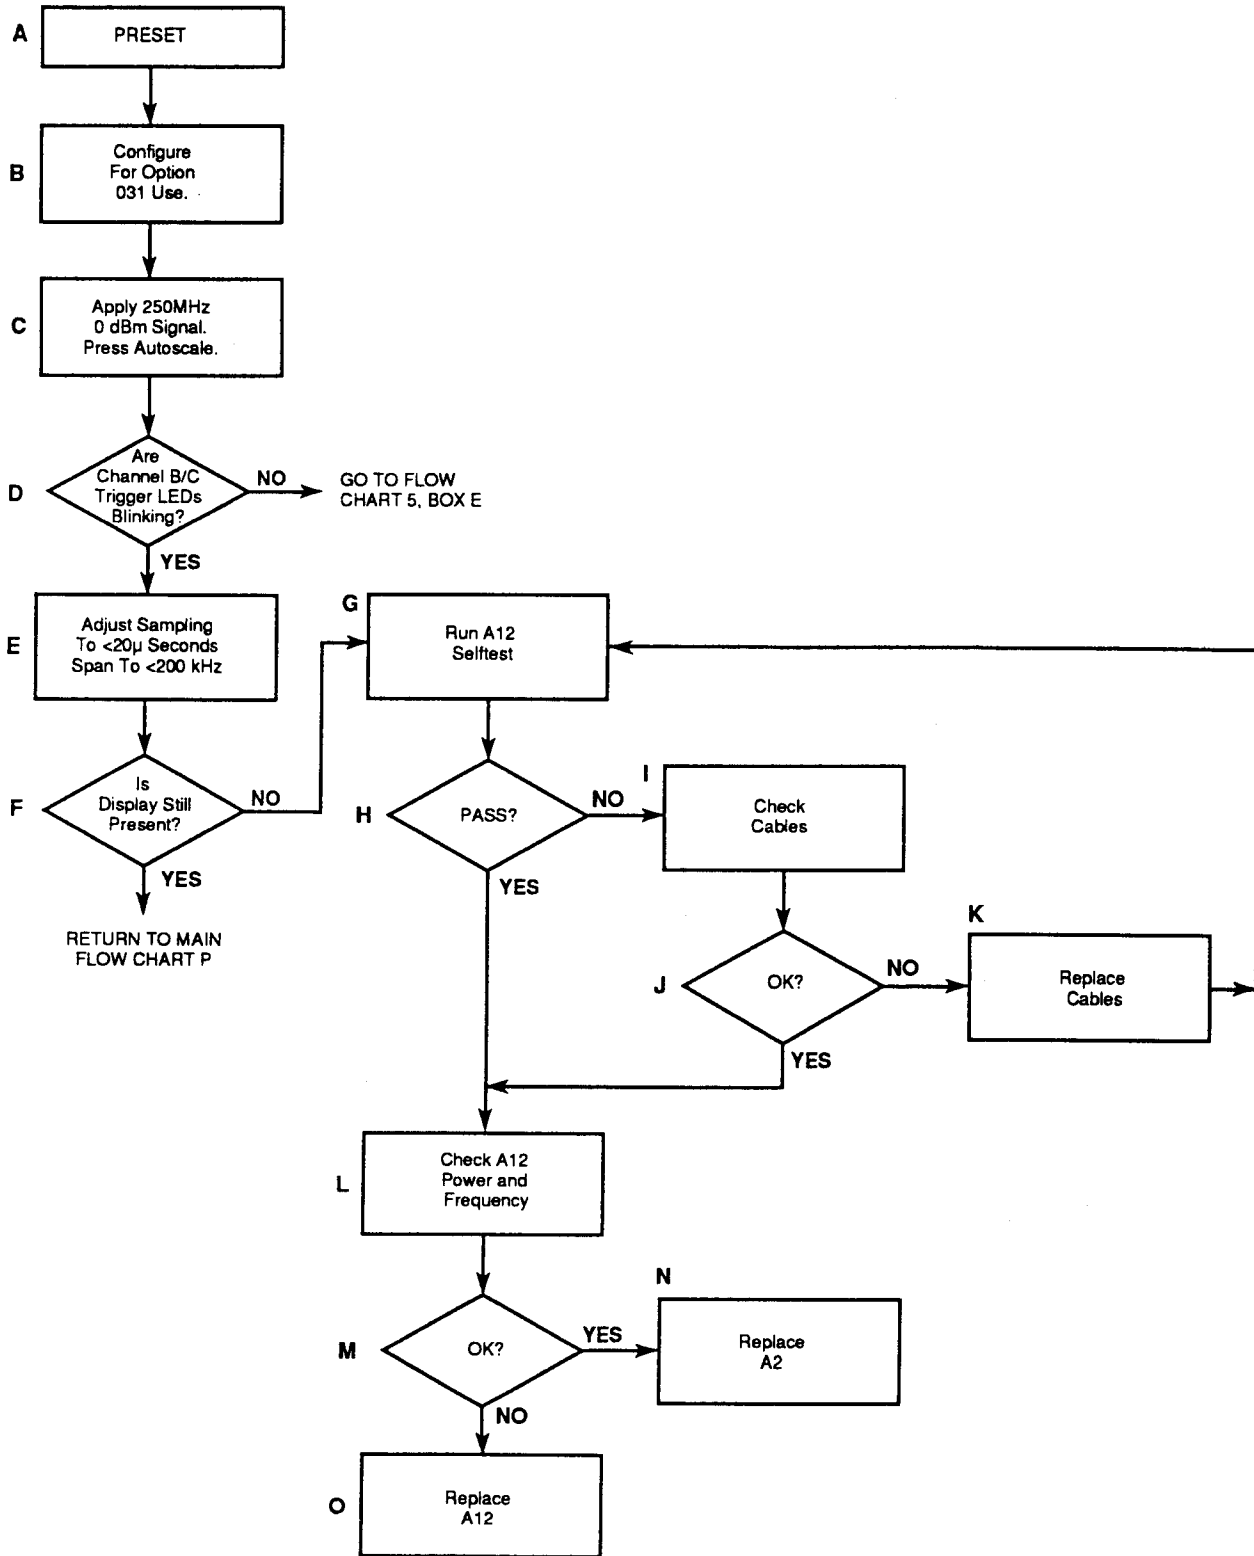 A
PRESET
B
Configure
For Option
031 Use.
C
Apply 250MHz
0 dBm Signal.
Press Autoscale.
D
Are
Channel B/C
Trigger LEDs
Blinking?
NO
GO TO FLOW
CHART 5, BOX E
YES
E
Adjust Sampling
To <20µ Seconds
Span To <200 kHz
G
Run A12
Selftest
F
Is
Display Still
Present?
NO
YES
RETURN TO MAIN
FLOW CHART P
H
PASS?
NO
YES
I
Check
Cables
J
OK?
NO
YES
K
Replace
Cables
L
Check A12
Power and
Frequency
M
OK?
YES
NO
N
Replace
A2
O
Replace
A12